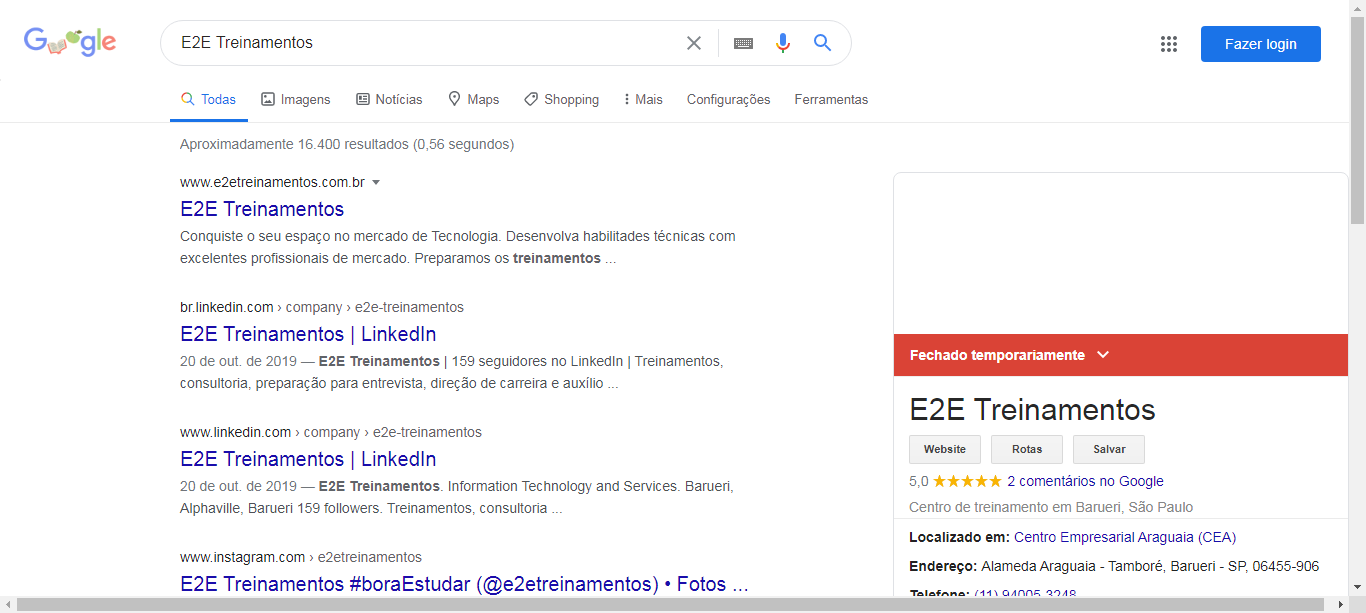 Google
E2E Treinamentos
Fazer login
Todas
Imagens
Notícias
Maps
Shopping
Mais
Configurações
Ferramentas
Aproximadamente 16.400 resultados (0,56 segundos)
www.e2etreinamentos.com.br
E2E Treinamentos
Conquiste o seu espaço no mercado de Tecnologia. Desenvolva habilitades técnicas com
excelentes profissionais de mercado. Preparamos os treinamentos ...
br.linkedin.com › company › e2e-treinamentos
E2E Treinamentos | LinkedIn
20 de out. de 2019 — E2E Treinamentos | 159 seguidores no LinkedIn | Treinamentos,
consultoria, preparação para entrevista, direção de carreira e auxílio ...
www.linkedin.com › company › e2e-treinamentos
E2E Treinamentos | LinkedIn
20 de out. de 2019 — E2E Treinamentos. Information Technology and Services. Barueri,
Alphaville, Barueri 159 followers. Treinamentos, consultoria ...
www.instagram.com › e2etreinamentos
E2E Treinamentos #boraEstudar (@e2etreinamentos) • Fotos ...
Fechado temporariamente
E2E Treinamentos
Website
Rotas
Salvar
5,0 ★★★★★ 2 comentários no Google
Centro de treinamento em Barueri, São Paulo
Localizado em: Centro Empresarial Araguaia (CEA)
Endereço: Alameda Araguaia - Tamboré, Barueri - SP, 06455-906
Telefone: (11) 94005-3248